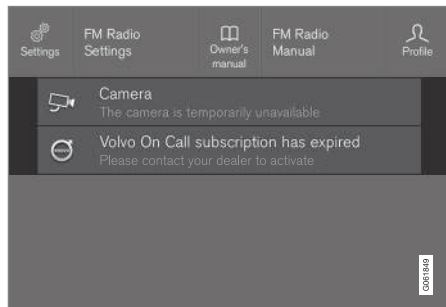 Settings
FM Radio
Settings
Owner's
manual
FM Radio
Manual
Profile
Camera
The camera is temporarily unavailable
Volvo On Call subscription has expired
Please contact your dealer to activate
G061849